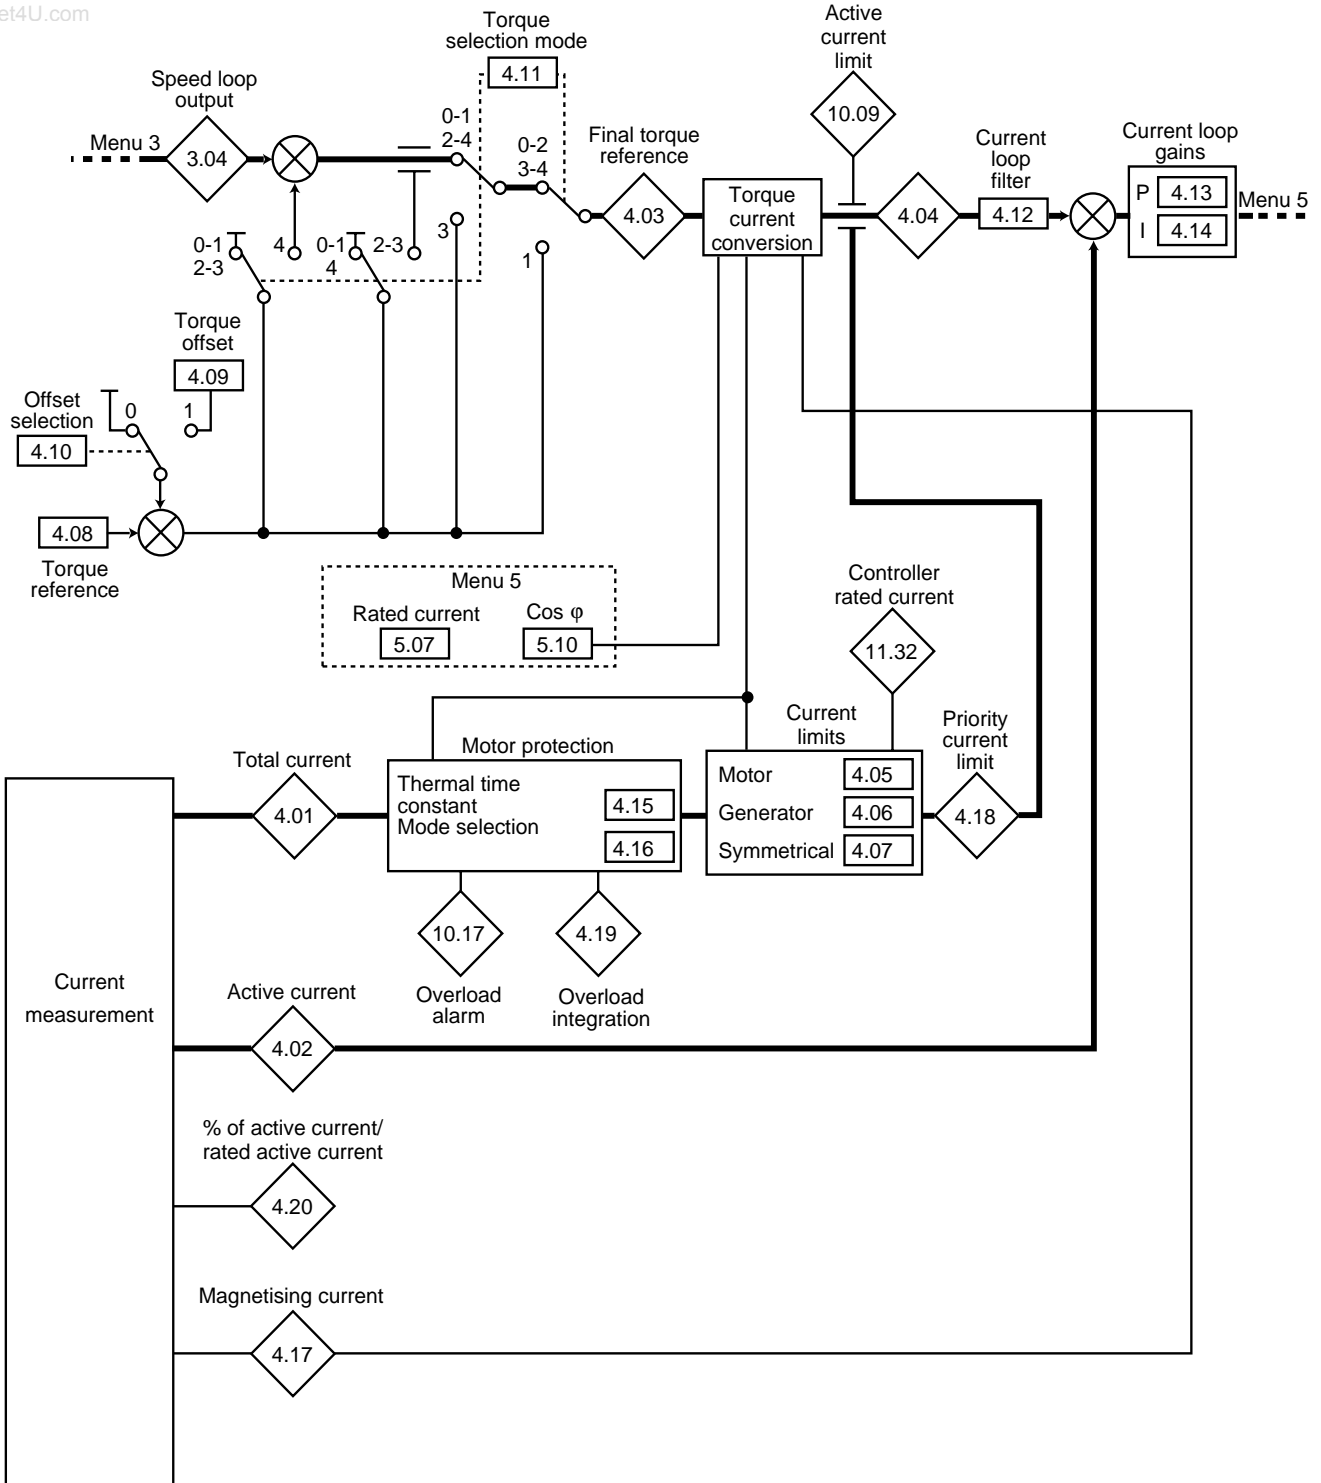 et4U.com
Torque
selection mode
4.11
Active
current
limit
10.09
Speed loop
output
Menu 3
3.04
0-1
2-4
0-2
3-4
Final torque
reference
4.03
Torque
current
conversion
4.04
Current
loop
filter
4.12
Current loop
gains
P 4.13
I 4.14
Menu 5
0-1
2-3
4
0-1
4
2-3
3
1
Torque
offset
4.09
Offset
selection
4.10
0
1
4.08
Torque
reference
Menu 5
Rated current
5.07
Cos φ
5.10
Controller
rated current
11.32
Total current
4.01
Motor protection
Thermal time
constant
Mode selection
4.15
4.16
Current
limits
Motor 4.05
Generator 4.06
Symmetrical 4.07
Priority
current
limit
4.18
10.17
Overload
alarm
4.19
Overload
integration
Current
measurement
Active current
4.02
% of active current/
rated active current
4.20
Magnetising current
4.17